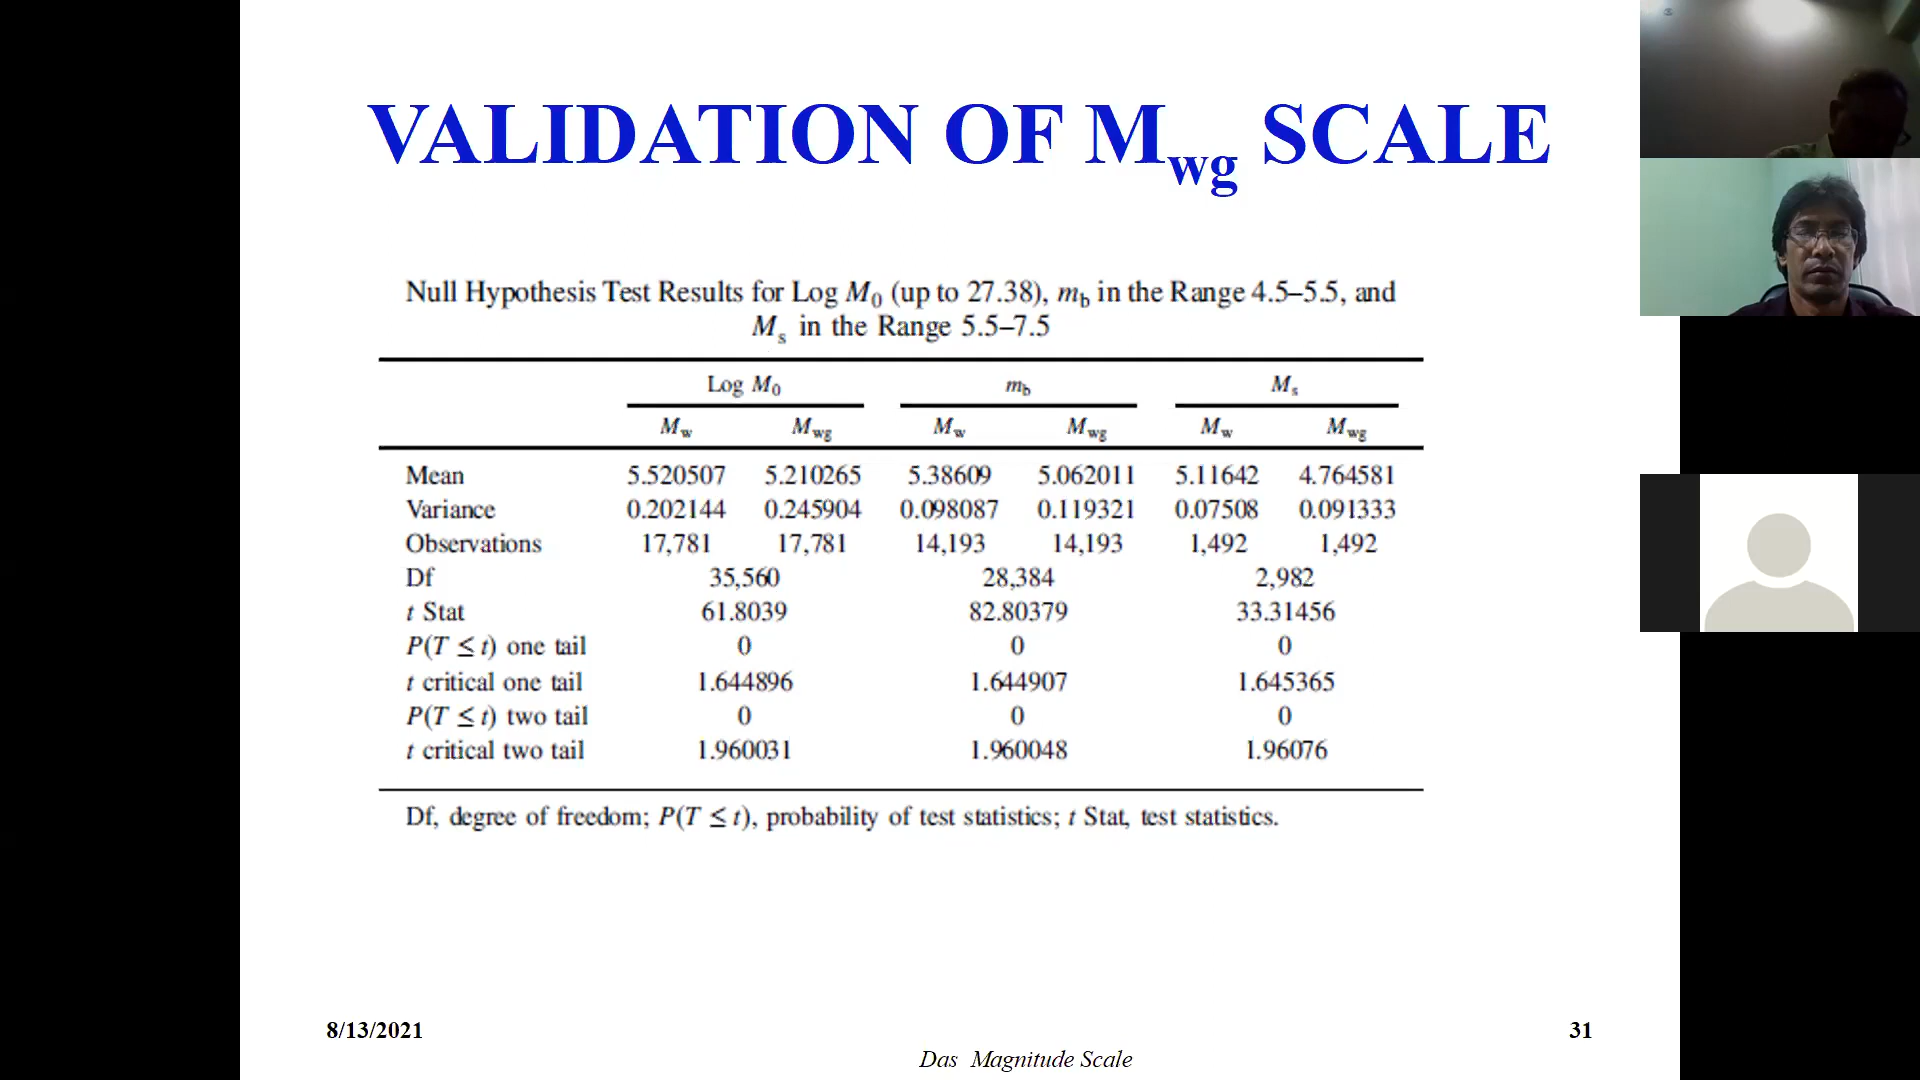 VALIDATION OF Mwg SCALE
Null Hypothesis Test Results for Log M0 (up to 27.38), mb in the Range 4.5–5.5, and
Ms in the Range 5.5–7.5
Log M0 mb Ms
Mw Mwg Mw Mwg Mw Mwg
Mean 5.520507 5.210265 5.38609 5.062011 5.11642 4.764581
Variance 0.202144 0.245904 0.098087 0.119321 0.07508 0.091333
Observations 17,781 17,781 14,193 14,193 1,492 1,492
Df 35,560 28,384 2,982
t Stat 61.8039 82.80379 33.31456
P(T ≤ t) one tail 0 0 0
t critical one tail 1.644896 1.644907 1.645365
P(T ≤ t) two tail 0 0 0
t critical two tail 1.960031 1.960048 1.96076
Df, degree of freedom; P(T ≤ t), probability of test statistics; t Stat, test statistics.
8/13/2021
31
Das Magnitude Scale